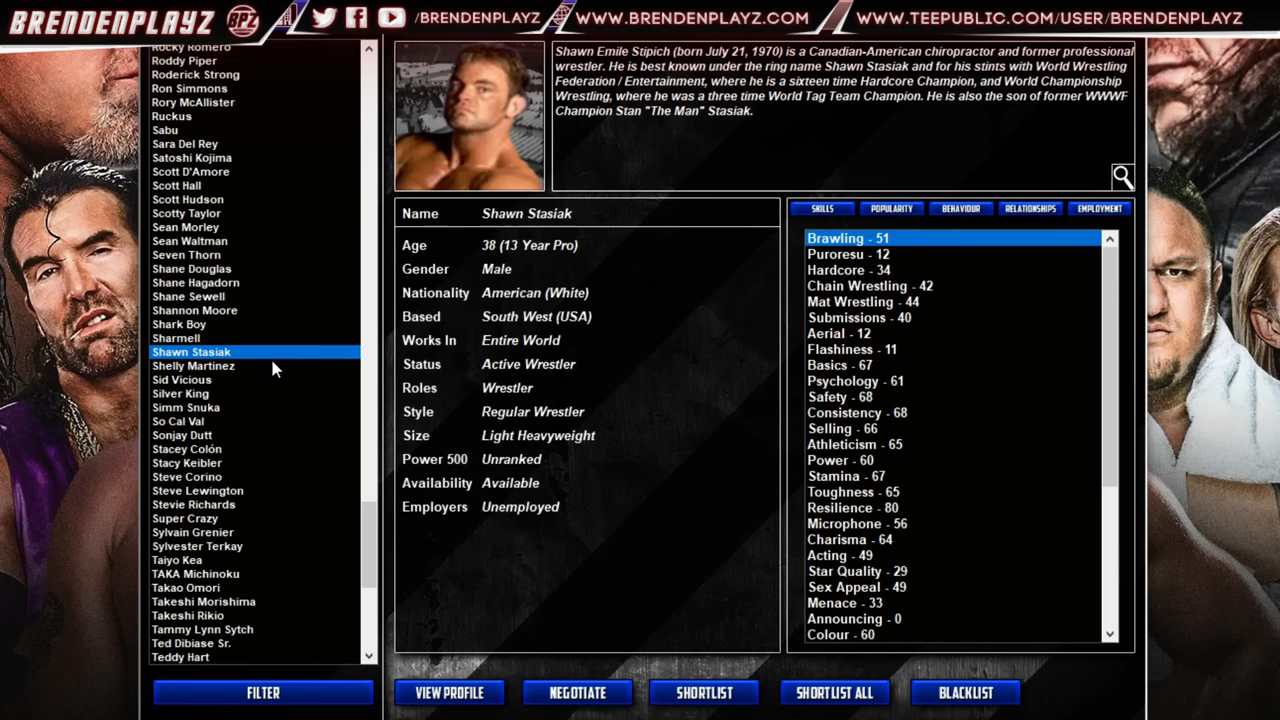 BRENDENPLAYZ BPZ /BRENDENPLAYZ WWW.BRENDENPLAYZ.COM WWW.TEEPUBLIC.COM/USER/BRENDENPLAYZ
Rocky Romero
Roddy Piper
Roderick Strong
Ron Simmons
Rory McAllister
Ruckus
Sabu
Sara Del Rey
Satoshi Kojima
Scott D'Amore
Scott Hall
Scott Hudson
Scotty Taylor
Sean Morley
Sean Waltman
Seven Thorn
Shane Douglas
Shane Hagadorn
Shane Sewell
Shannon Moore
Shark Boy
Sharmell
Shawn Stasiak
Shelly Martinez
Sid Vicious
Silver King
Simm Snuka
So Cal Val
Sonjay Dutt
Stacey Colón
Stacy Keibler
Steve Corino
Steve Lewington
Stevie Richards
Super Crazy
Sylvain Grenier
Sylvester Terkay
Taiyo Kea
TAKA Michinoku
Takao Omori
Takeshi Morishima
Takeshi Rikio
Tammy Lynn Sytch
Ted Dibiase Sr.
Teddy Hart
FILTER
Shawn Emile Stipich (born July 21, 1970) is a Canadian-American chiropractor and former professional
wrestler. He is best known under the ring name Shawn Stasiak and for his stints with World Wrestling
Federation / Entertainment, where he is a sixteen time Hardcore Champion, and World Championship
Wrestling, where he was a three time World Tag Team Champion. He is also the son of former WWWF
Champion Stan "The Man" Stasiak.
Name Shawn Stasiak
Age 38 (13 Year Pro)
Gender Male
Nationality American (White)
Based South West (USA)
Works In Entire World
Status Active Wrestler
Roles Wrestler
Style Regular Wrestler
Size Light Heavyweight
Power 500 Unranked
Availability Available
Employers Unemployed
SKILLS POPULARITY BEHAVIOUR RELATIONSHIPS EMPLOYMENT
Brawling - 51
Puroresu - 12
Hardcore - 34
Chain Wrestling - 42
Mat Wrestling - 44
Submissions - 40
Aerial - 12
Flashiness - 11
Basics - 67
Psychology - 61
Safety - 68
Consistency - 68
Selling - 66
Athleticism - 65
Power - 60
Stamina - 67
Toughness - 65
Resilience - 80
Microphone - 56
Charisma - 64
Acting - 49
Star Quality - 29
Sex Appeal - 49
Menace - 33
Announcing - 0
Colour - 60
VIEW PROFILE NEGOTIATE SHORTLIST SHORTLIST ALL BLACKLIST